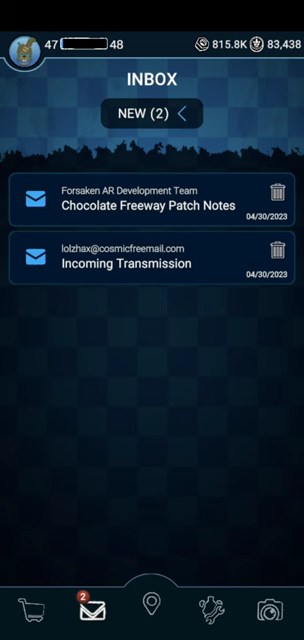 47 48 815.8K 83,438
INBOX
NEW (2)
Forsaken AR Development Team
Chocolate Freeway Patch Notes
04/30/2023
lolzhax@cosmicfreemail.com
Incoming Transmission
04/30/2023
2